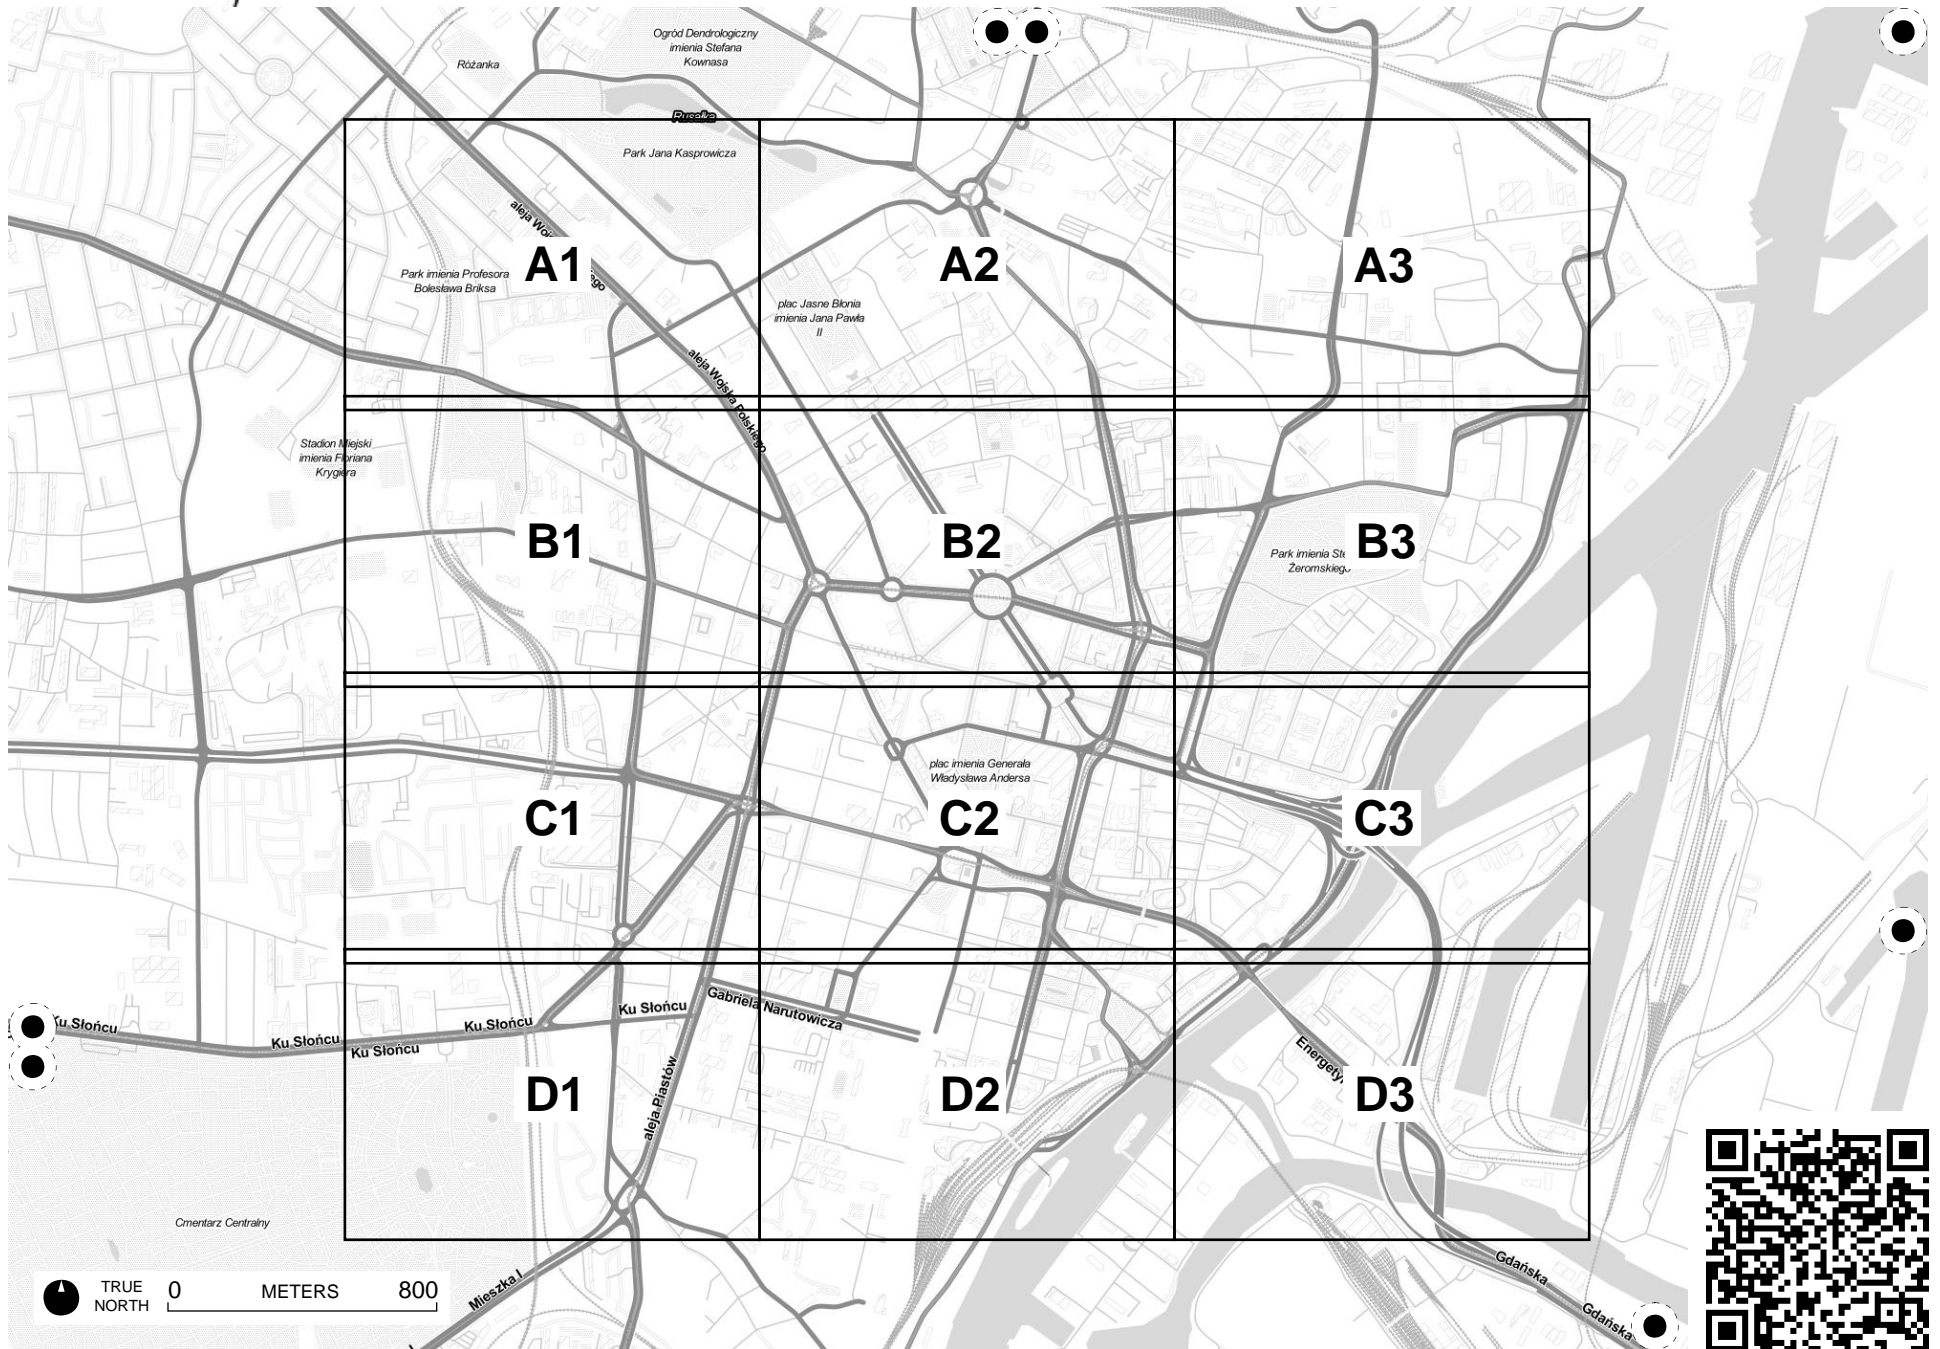 Ogród Dendrologiczny
imienia Stefana
Kownasa
Różanka
Rusałka
Park Jana Kasprowicza
A1
A2
A3
Park imienia Profesora
Bolesława Briksa
plac Jasne Błonia
imienia Jana Pawła
II
aleja Wojska Polskiego
Stadion Miejski
imienia Floriana
Krygiera
B1
B2
B3
Park imienia
Żeromskiego
plac imienia Generała
Władysława Andersa
C1
C2
C3
Ku Słońcu
Ku Słońcu
Ku Słońcu
Ku Słońcu
Ku Słońcu
Gabriela Narutowicza
aleja Piastów
D1
D2
D3
Cmentarz Centralny
Mieszka I
Gdańska
Gdańska
TRUE
NORTH
0 METERS 800